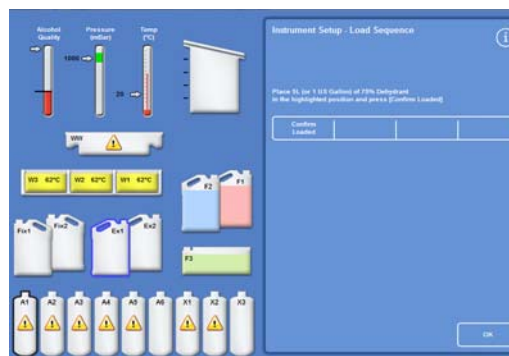 Alcohol Quality
Pressure (mBar)
Temp (°C)
1000
20
WW
W3 62°C
W2 62°C
W1 62°C
F2
F1
Fix1
Fix2
Ex1
Ex2
F3
A1
A2
A3
A4
A5
A6
X1
X2
X3
Instrument Setup - Load Sequence
Place 5L (or 1 US Gallon) of 75% Dehydrant
in the highlighted position and press [Confirm Loaded]
Confirm
Loaded
OK